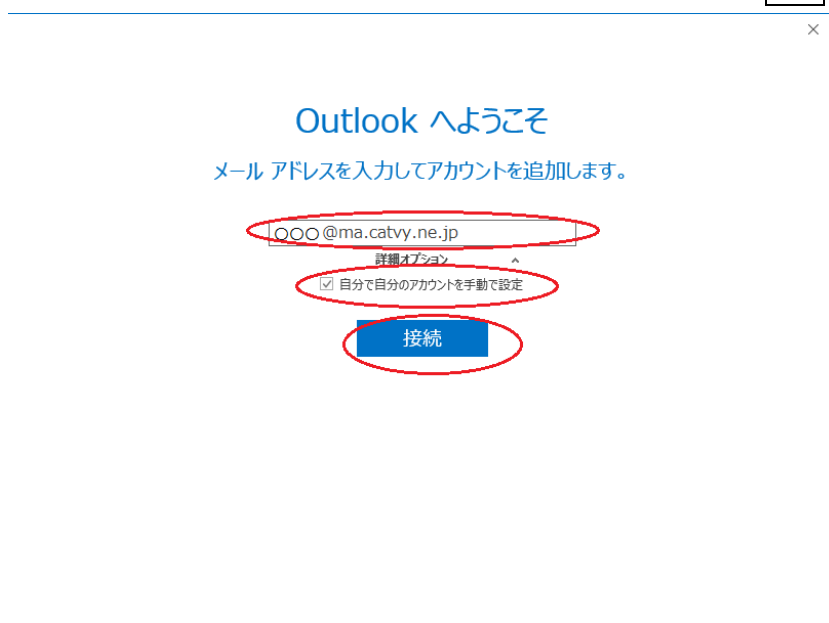 Outlook へようこそ
メール アドレスを入力してアカウントを追加します。
○○○@ma.catvy.ne.jp
詳細オプション
自分で自分のアカウントを手動で設定
接続